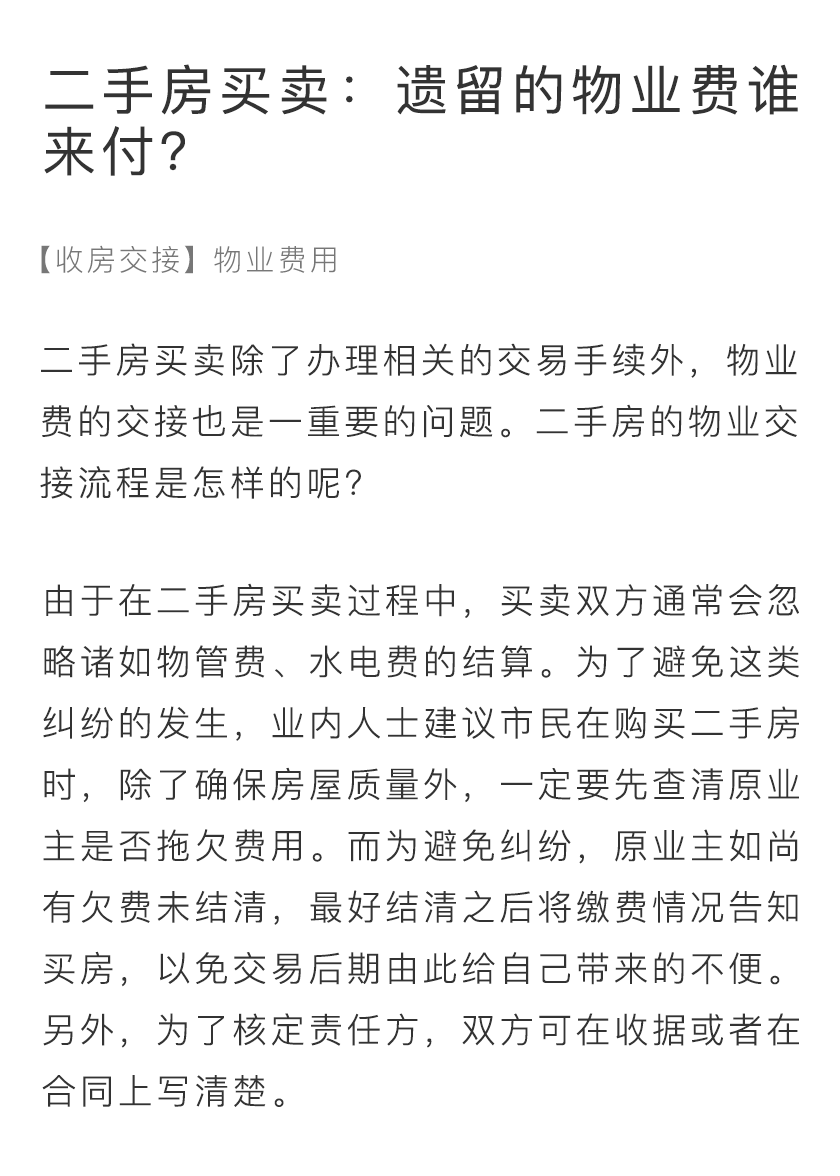 二手房买卖：遗留的物业费谁
来付？
【收房交接】物业费用
二手房买卖除了办理相关的交易手续外，物业
费的交接也是一重要的问题。二手房的物业交
接流程是怎样的呢？
由于在二手房买卖过程中，买卖双方通常会忽
略诸如物管费、水电费的结算。为了避免这类
纠纷的发生，业内人士建议市民在购买二手房
时，除了确保房屋质量外，一定要先查清原业
主是否拖欠费用。而为避免纠纷，原业主如尚
有欠费未结清，最好结清之后将缴费情况告知
买房，以免交易后期由此给自己带来的不便。
另外，为了核定责任方，双方可在收据或者在
合同上写清楚。